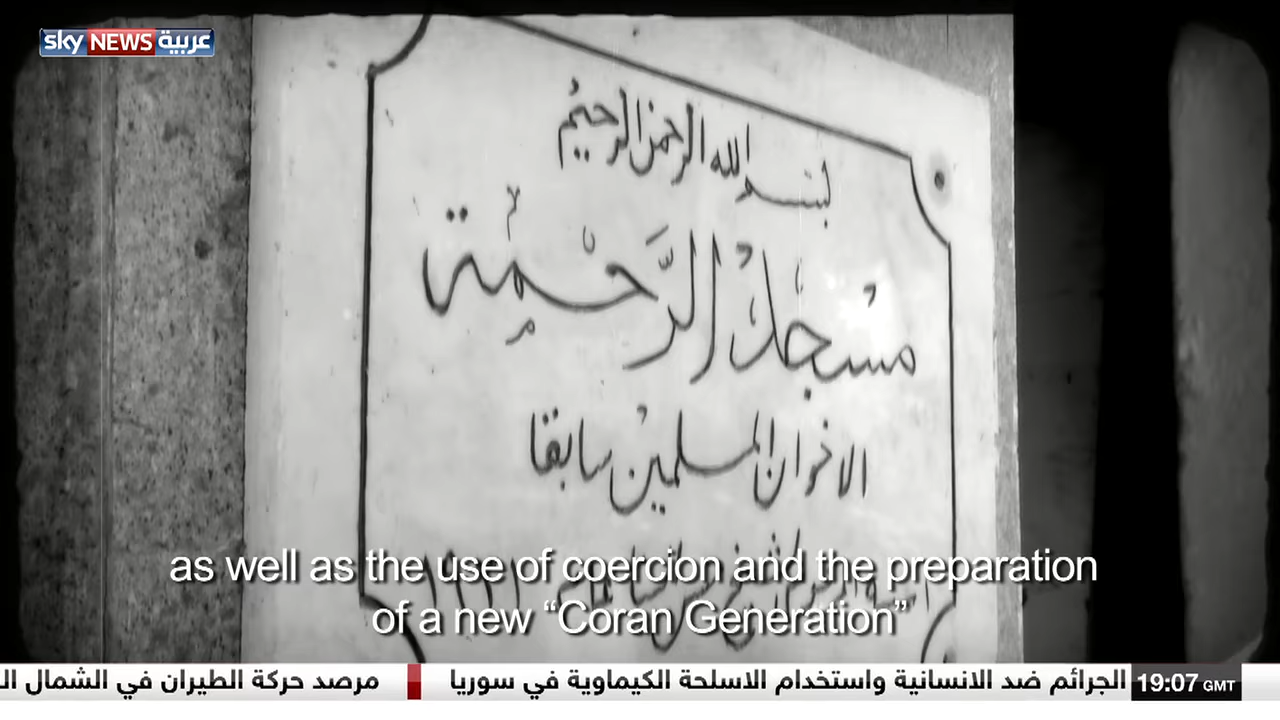 sky NEWS عربية
بسم الله الرحمن الرحيم
مَسْجِدُ الرَّحْمَة
الاخوان المسلمين سابقا
as well as the use of coercion and the preparation
of a new “Coran Generation”
الجرائم ضد الانسانية واستخدام الاسلحة الكيماوية في سوريا
مرصد حركة الطيران في الشمال ال
19:07 GMT